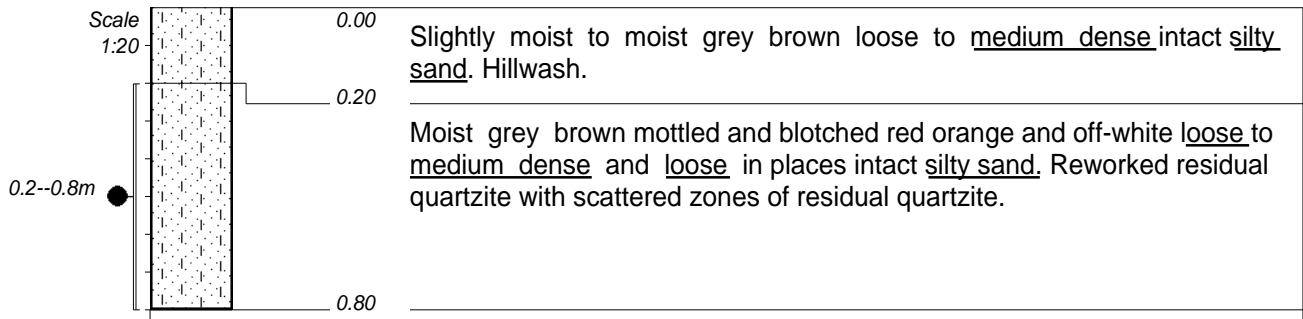 Scale
1:20
0.00
Slightly moist to moist grey brown loose to medium dense intact silty
sand. Hillwash.
0.20
Moist grey brown mottled and blotched red orange and off-white loose to
medium dense and loose in places intact silty sand. Reworked residual
quartzite with scattered zones of residual quartzite.
0.2--0.8m
0.80